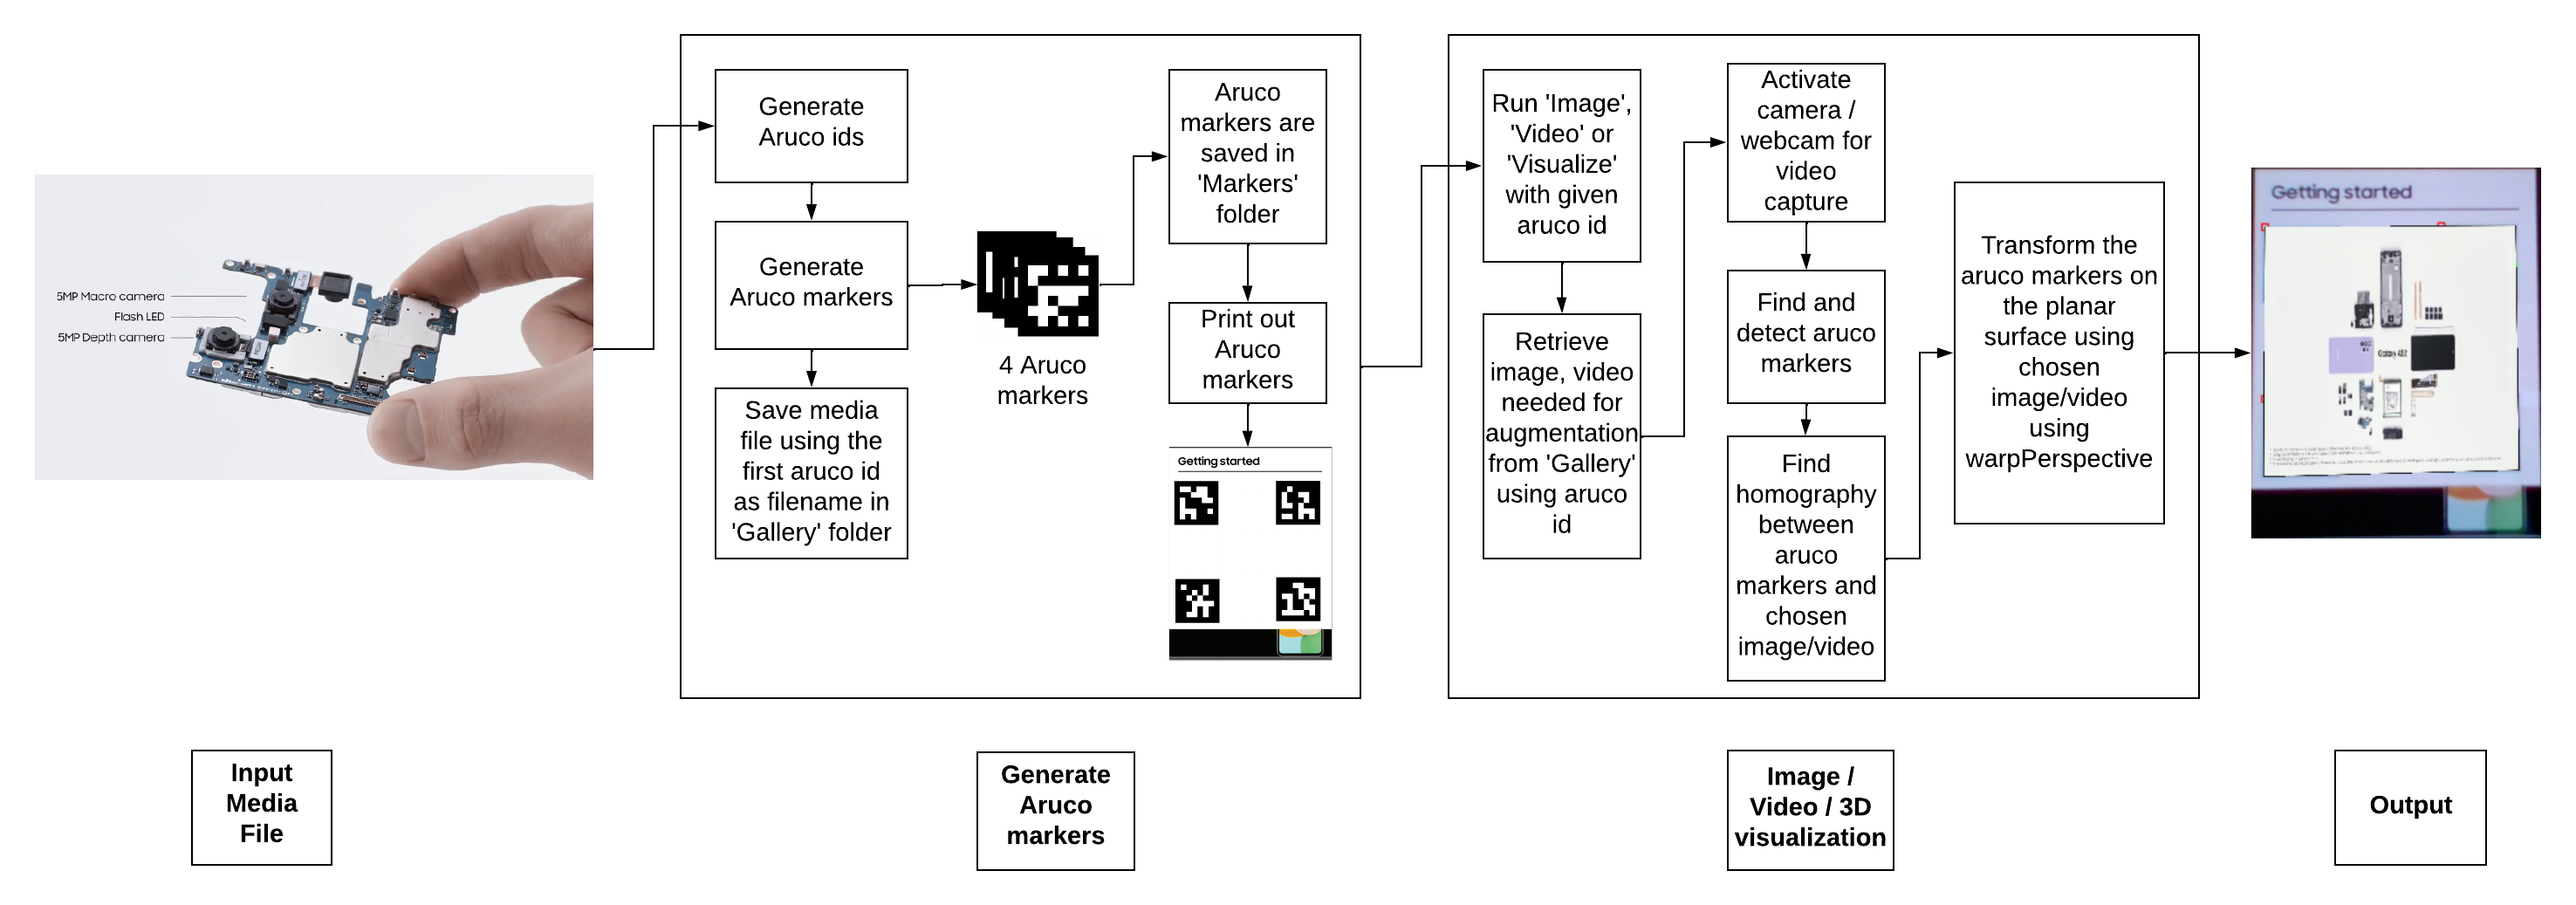 5MP Macro camera
Flash LED
5MP Depth camera
Generate
Aruco ids
Generate
Aruco markers
Save media
file using the
first aruco id
as filename in
'Gallery' folder
4 Aruco
markers
Aruco
markers are
saved in
'Markers'
folder
Print out
Aruco
markers
Getting started
Run 'Image',
'Video' or
'Visualize'
with given
aruco id
Retrieve
image, video
needed for
augmentation
from 'Gallery'
using aruco
id
Activate
camera /
webcam for
video
capture
Find and
detect aruco
markers
Find
homography
between
aruco
markers and
chosen
image/video
Transform the
aruco markers on
the planar
surface using
chosen
image/video
using
warpPerspective
Getting started
Galaxy A22
Input
Media
File
Generate
Aruco
markers
Image /
Video / 3D
visualization
Output